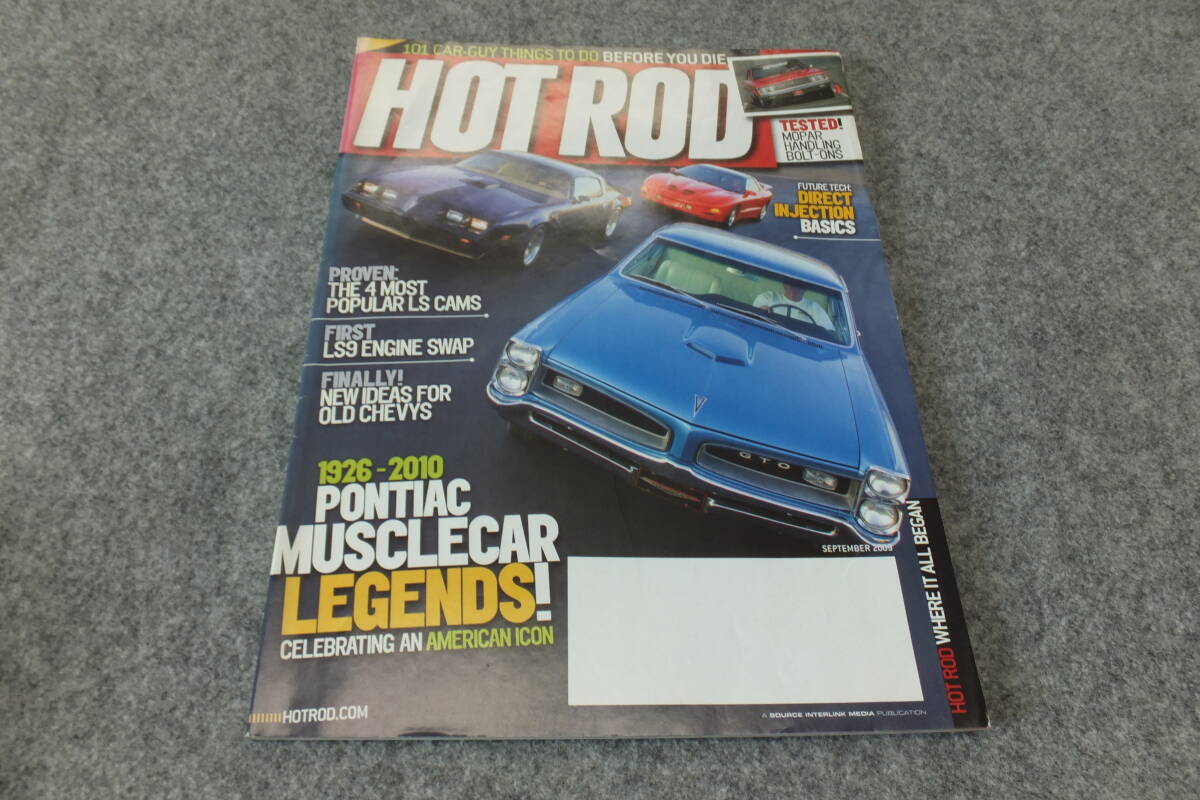 101 CAR-GUY THINGS TO DO BEFORE YOU DIE
HOT ROD
TESTED!
MOPAR
HANDLING
BOLT-ONS
FUTURE TECH:
DIRECT
INJECTION
BASICS
PROVEN:
THE 4 MOST
POPULAR LS CAMS
FIRST
LS9 ENGINE SWAP
FINALLY!
NEW IDEAS FOR
OLD CHEVYS
GTO
1926-2010
PONTIAC
MUSCLECAR
LEGENDS!
CELEBRATING AN AMERICAN ICON
SEPTEMBER 2009
HOT ROD WHERE IT ALL BEGAN
HOTROD.COM
A SOURCE INTERLINK MEDIA PUBLICATION